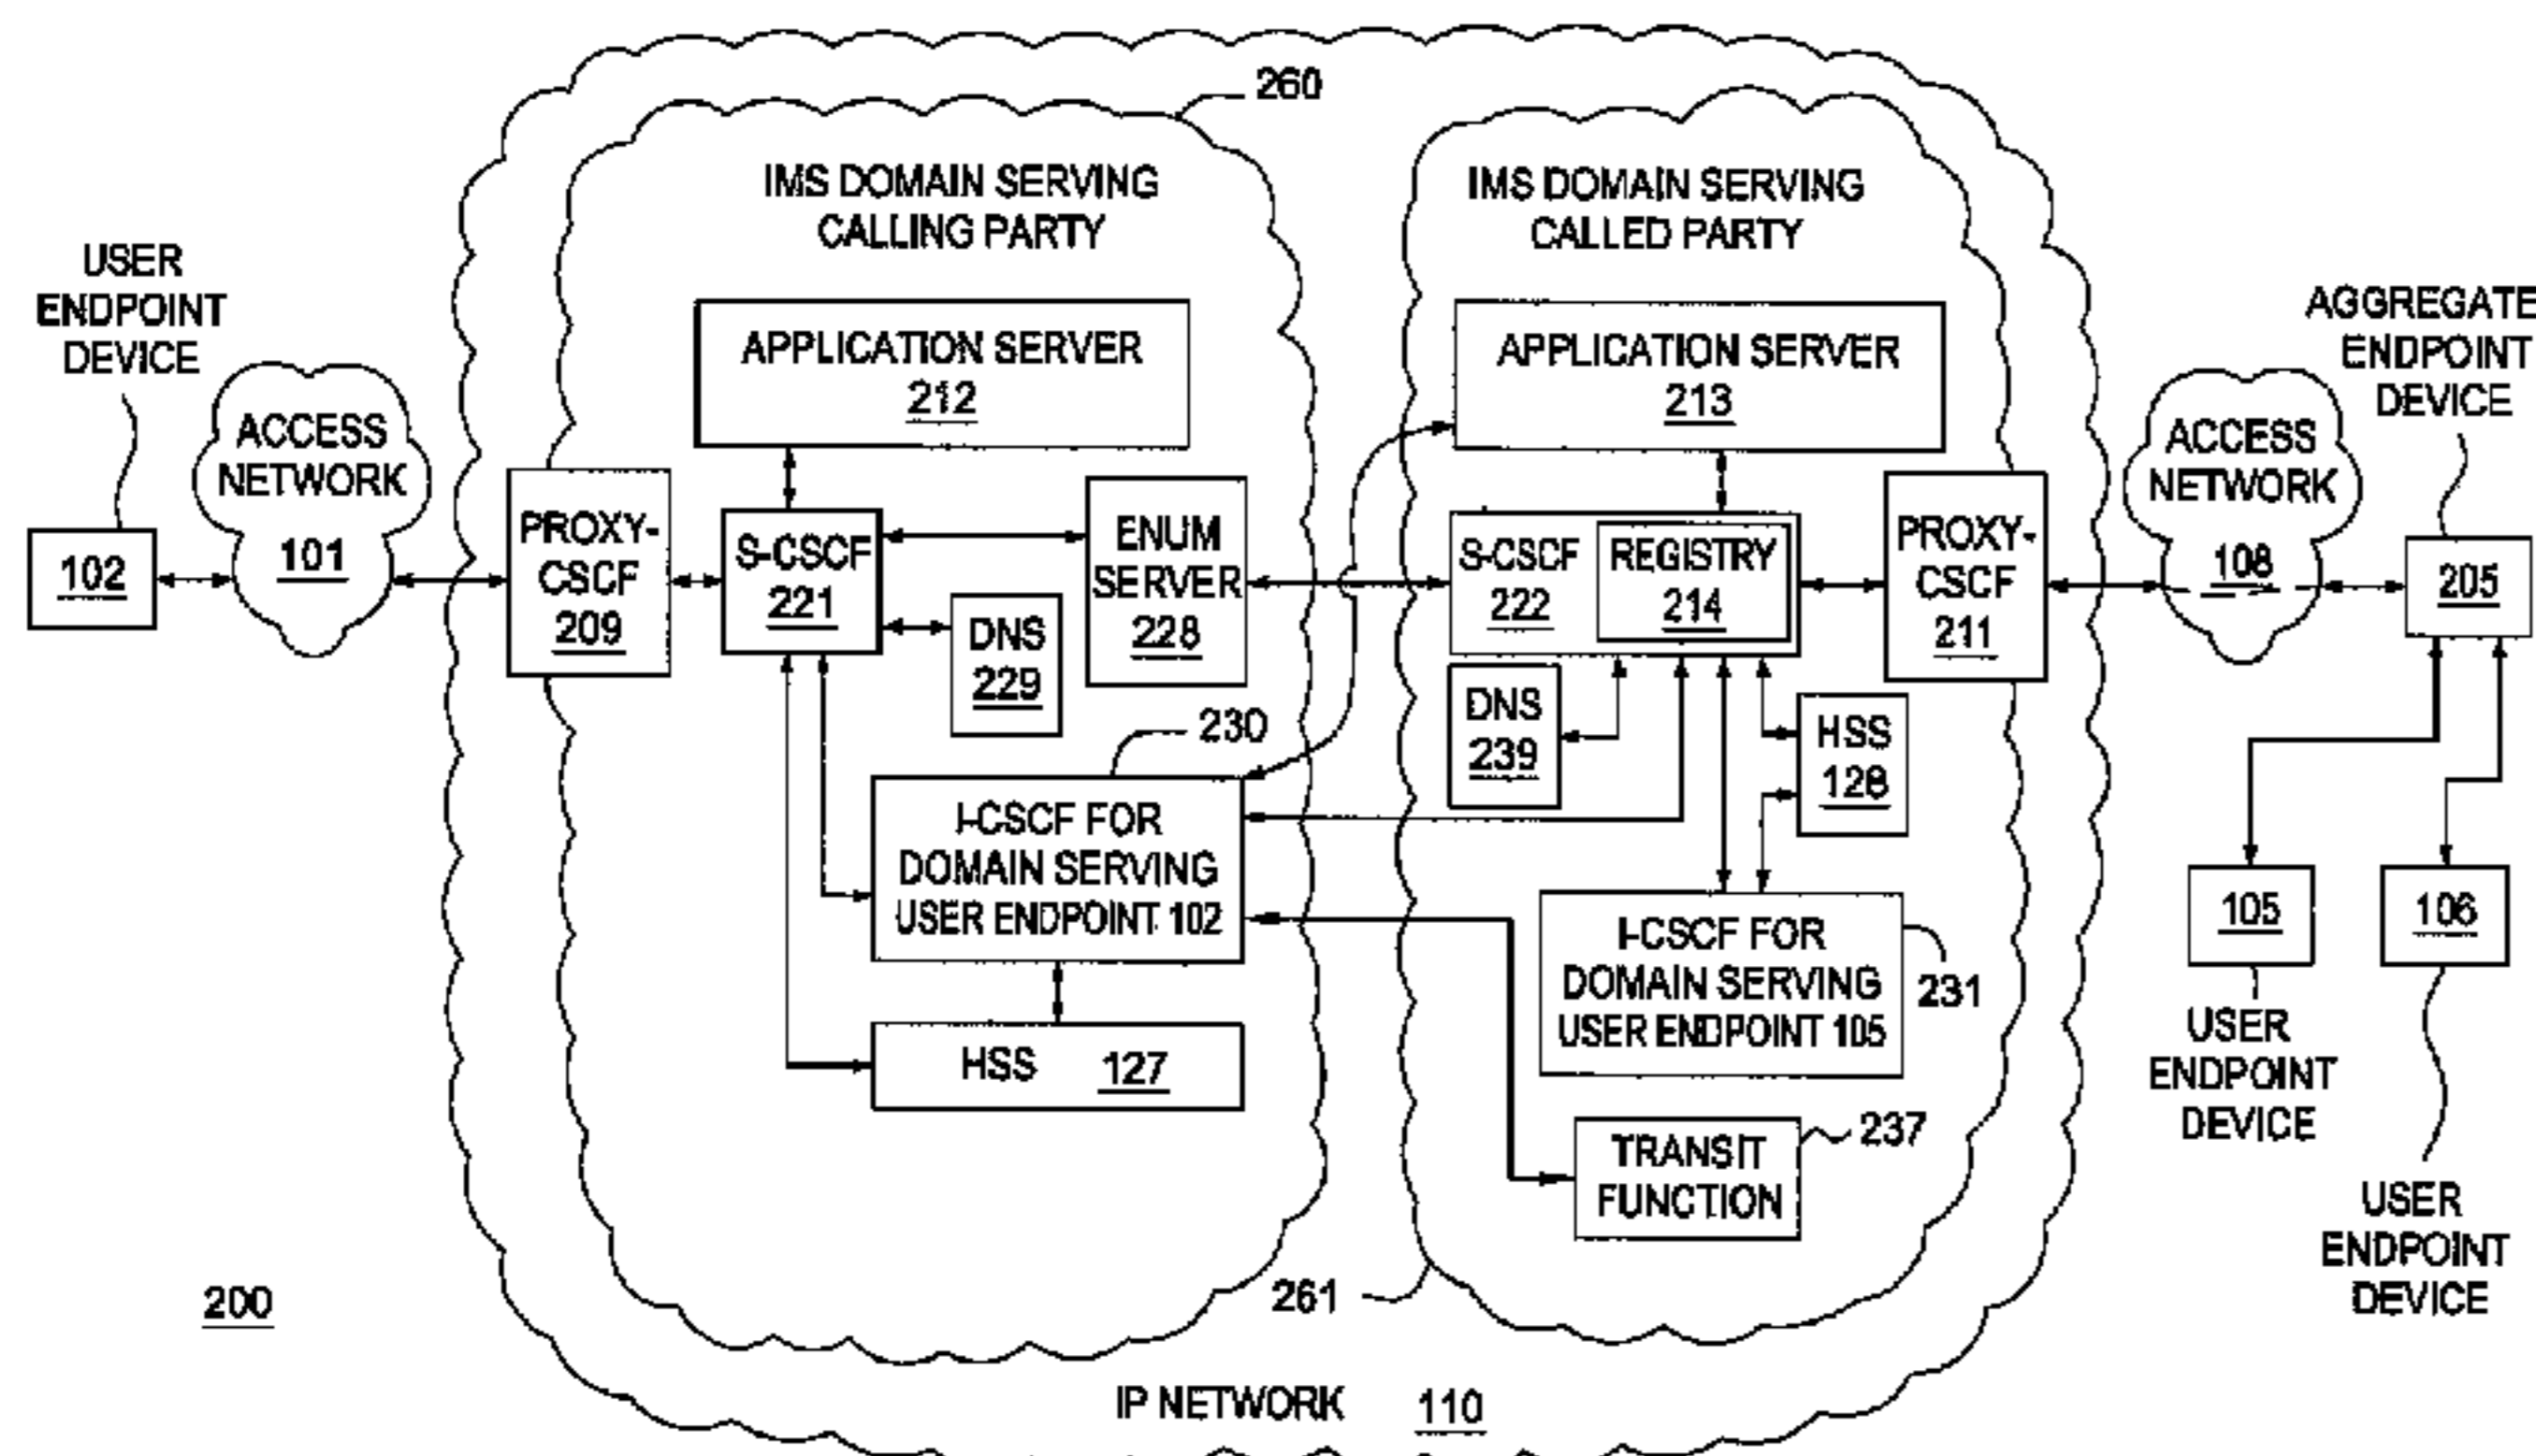 260
IMS DOMAIN SERVING
CALLING PARTY
IMS DOMAIN SERVING
CALLED PARTY
USER
ENDPOINT
DEVICE
102
ACCESS
NETWORK
101
PROXY-
CSCF
209
APPLICATION SERVER
212
S-CSCF
221
ENUM
SERVER
228
DNS
229
230
I-CSCF FOR
DOMAIN SERVING
USER ENDPOINT 102
HSS 127
APPLICATION SERVER
213
S-CSCF
222
REGISTRY
214
PROXY-
CSCF
211
DNS
239
HSS
128
I-CSCF FOR
DOMAIN SERVING
USER ENDPOINT 105
231
TRANSIT
FUNCTION
237
261
ACCESS
NETWORK
108
AGGREGATE
ENDPOINT
DEVICE
205
105
106
USER
ENDPOINT
DEVICE
USER
ENDPOINT
DEVICE
200
IP NETWORK 110